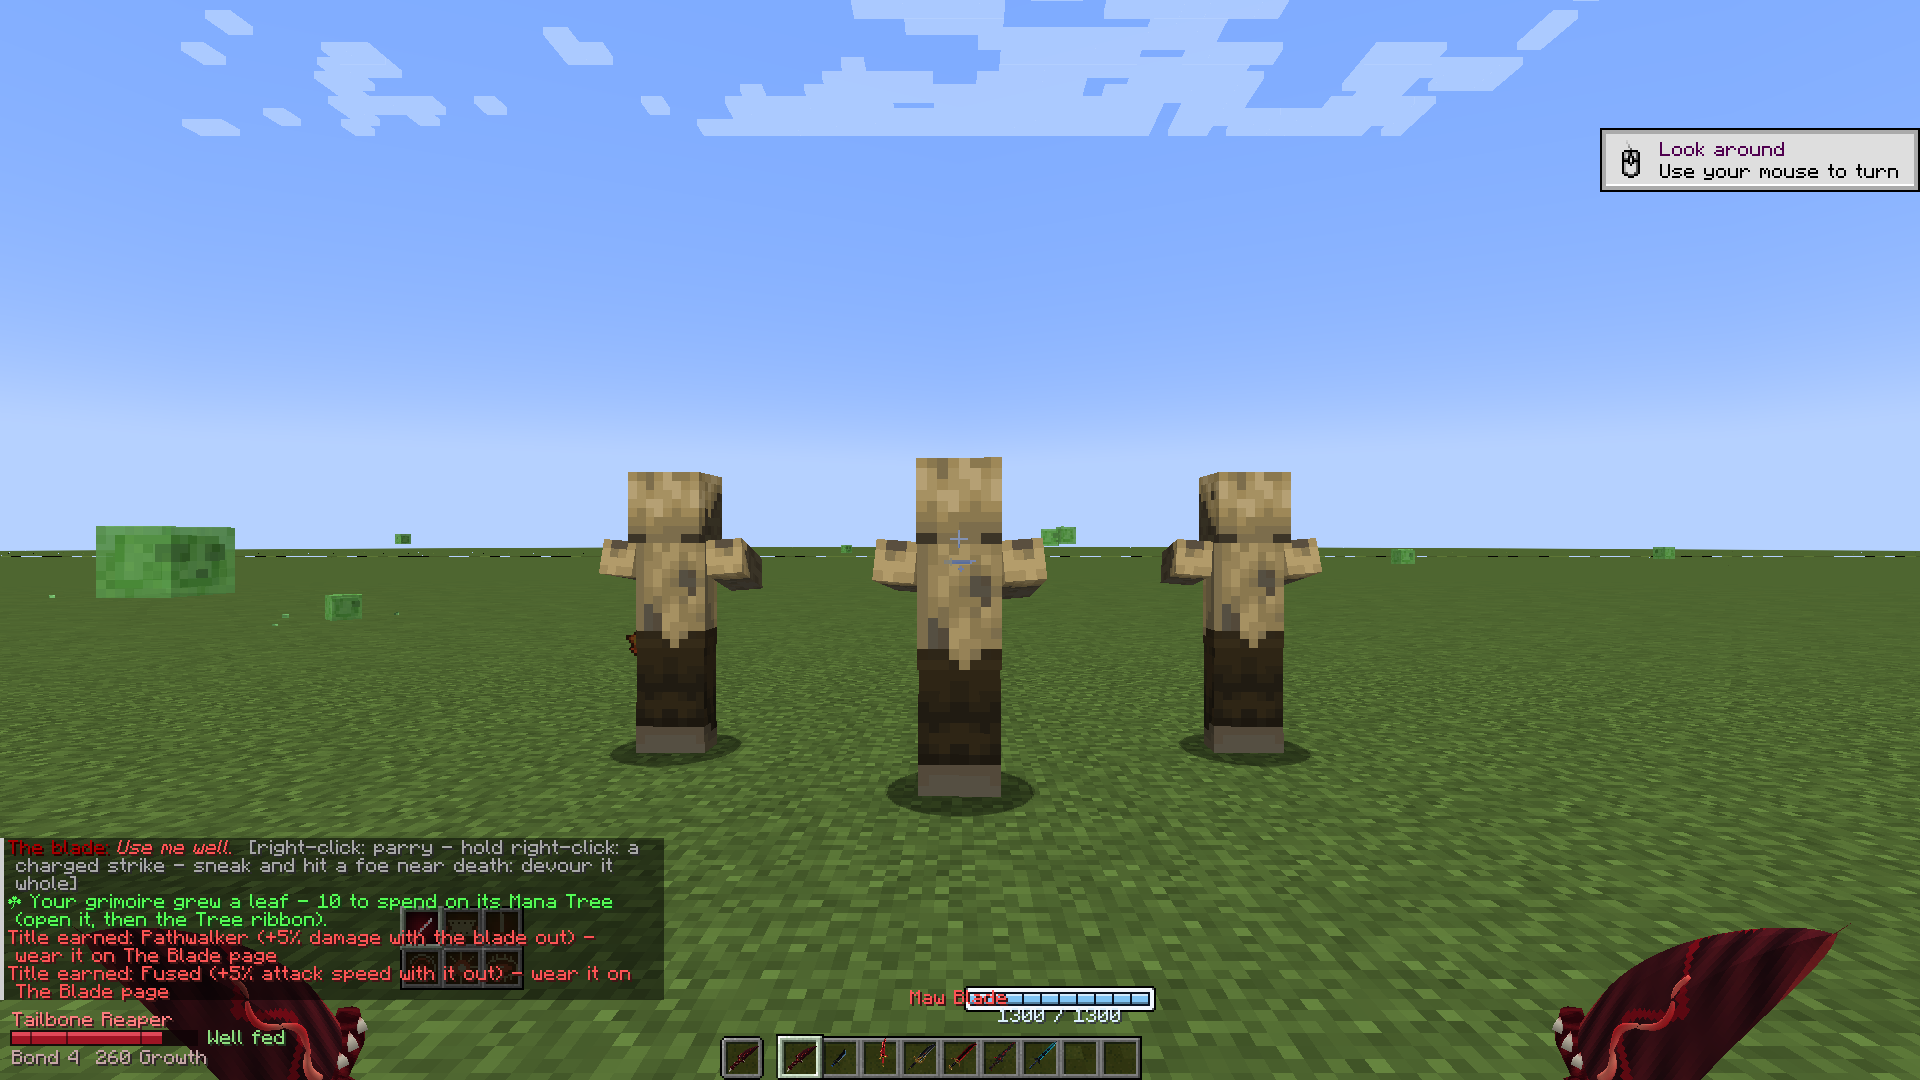 Look around
Use your mouse to turn
The blade: Use me well. [right-click: parry - hold right-click: a
charged strike - sneak and hit a foe near death: devour it
whole]
☘ Your grimoire grew a leaf - 10 to spend on its Mana Tree
(open it, then the Tree ribbon).
Title earned: Pathwalker (+5% damage with the blade out) -
wear it on The Blade page
Title earned: Fused (+5% attack speed with it out) - wear it on
The Blade page
Maw Blade
1300 / 1300
Tailbone Reaper
Well fed
Bond 4 260 Growth